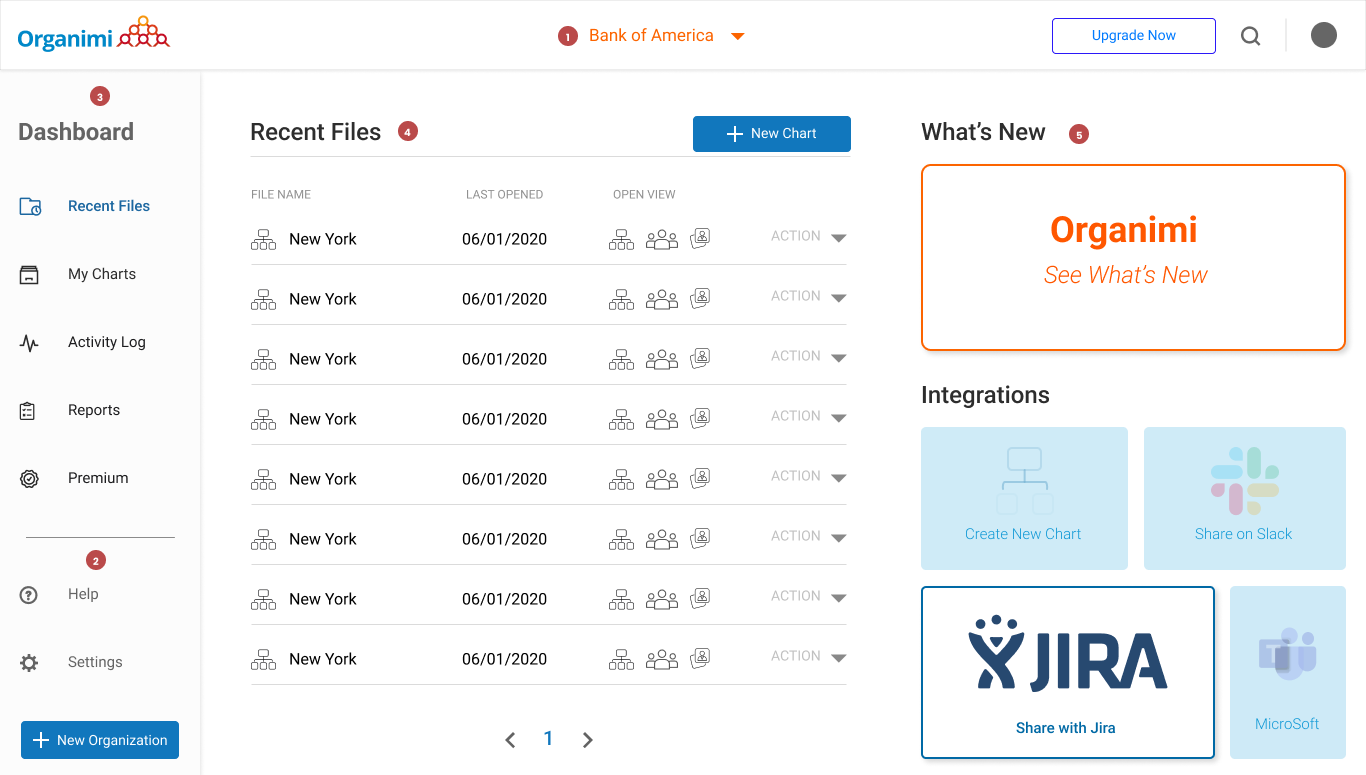 Organimi
1 Bank of America
Upgrade Now
3
Dashboard
Recent Files
My Charts
Activity Log
Reports
Premium
2
Help
Settings
New Organization
Recent Files 4
New Chart
FILE NAME LAST OPENED OPEN VIEW
New York 06/01/2020 ACTION
New York 06/01/2020 ACTION
New York 06/01/2020 ACTION
New York 06/01/2020 ACTION
New York 06/01/2020 ACTION
New York 06/01/2020 ACTION
New York 06/01/2020 ACTION
New York 06/01/2020 ACTION
1
What’s New 5
Organimi
See What’s New
Integrations
Create New Chart
Share on Slack
JIRA
Share with Jira
T
MicroSoft